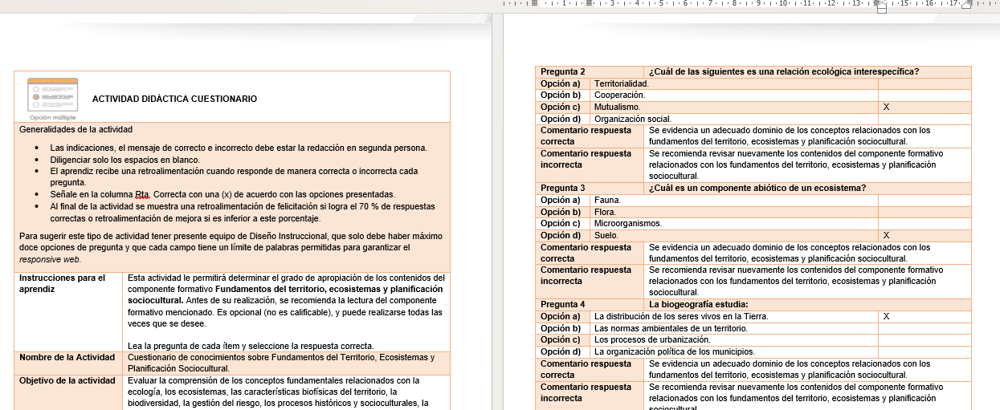 1 2 3 4 5 6 7 8 9 10 11 12 13 15 16 17
Opción múltiple
ACTIVIDAD DIDÁCTICA CUESTIONARIO
Generalidades de la actividad
• Las indicaciones, el mensaje de correcto e incorrecto debe estar la redacción en segunda persona.
• Diligenciar solo los espacios en blanco.
• El aprendiz recibe una retroalimentación cuando responde de manera correcta o incorrecta cada
pregunta.
• Señale en la columna Rta. Correcta con una (x) de acuerdo con las opciones presentadas.
• Al final de la actividad se muestra una retroalimentación de felicitación si logra el 70 % de respuestas
correctas o retroalimentación de mejora si es inferior a este porcentaje.
Para sugerir este tipo de actividad tener presente equipo de Diseño Instruccional, que solo debe haber máximo
doce opciones de pregunta y que cada campo tiene un límite de palabras permitidas para garantizar el
responsive web.
Instrucciones para el
aprendiz
Esta actividad le permitirá determinar el grado de apropiación de los contenidos del
componente formativo Fundamentos del territorio, ecosistemas y planificación
sociocultural. Antes de su realización, se recomienda la lectura del componente
formativo mencionado. Es opcional (no es calificable), y puede realizarse todas las
veces que se desee.
Lea la pregunta de cada ítem y seleccione la respuesta correcta.
Nombre de la Actividad
Cuestionario de conocimientos sobre Fundamentos del Territorio, Ecosistemas y
Planificación Sociocultural.
Objetivo de la actividad
Evaluar la comprensión de los conceptos fundamentales relacionados con la
ecología, los ecosistemas, las características biofísicas del territorio, la
biodiversidad, la gestión del riesgo, los procesos históricos y socioculturales, la
Pregunta 2 ¿Cuál de las siguientes es una relación ecológica interespecífica?
Opción a) Territorialidad.
Opción b) Cooperación.
Opción c) Mutualismo. X
Opción d) Organización social.
Comentario respuesta
correcta
Se evidencia un adecuado dominio de los conceptos relacionados con los
fundamentos del territorio, ecosistemas y planificación sociocultural.
Comentario respuesta
incorrecta
Se recomienda revisar nuevamente los contenidos del componente formativo
relacionados con los fundamentos del territorio, ecosistemas y planificación
sociocultural.
Pregunta 3 ¿Cuál es un componente abiótico de un ecosistema?
Opción a) Fauna.
Opción b) Flora.
Opción c) Microorganismos.
Opción d) Suelo. X
Comentario respuesta
correcta
Se evidencia un adecuado dominio de los conceptos relacionados con los
fundamentos del territorio, ecosistemas y planificación sociocultural.
Comentario respuesta
incorrecta
Se recomienda revisar nuevamente los contenidos del componente formativo
relacionados con los fundamentos del territorio, ecosistemas y planificación
sociocultural.
Pregunta 4 La biogeografía estudia:
Opción a) La distribución de los seres vivos en la Tierra. X
Opción b) Las normas ambientales de un territorio.
Opción c) Los procesos de urbanización.
Opción d) La organización política de los municipios.
Comentario respuesta
correcta
Se evidencia un adecuado dominio de los conceptos relacionados con los
fundamentos del territorio, ecosistemas y planificación sociocultural.
Comentario respuesta
incorrecta
Se recomienda revisar nuevamente los contenidos del componente formativo
relacionados con los fundamentos del territorio, ecosistemas y planificación
sociocultural.